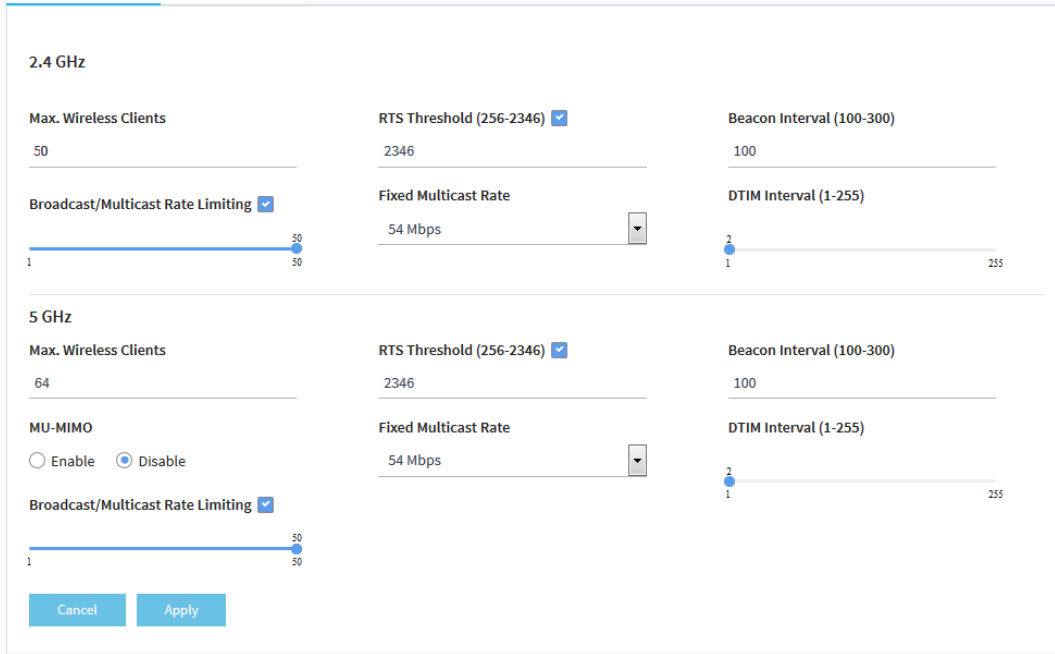 2.4 GHz
Max. Wireless Clients
RTS Threshold (256-2346)
Beacon Interval (100-300)
50
2346
100
Broadcast/Multicast Rate Limiting
Fixed Multicast Rate
DTIM Interval (1-255)
54 Mbps
50
1
50
2
1
255
5 GHz
Max. Wireless Clients
RTS Threshold (256-2346)
Beacon Interval (100-300)
64
2346
100
MU-MIMO
Fixed Multicast Rate
DTIM Interval (1-255)
Enable
Disable
54 Mbps
2
1
255
Broadcast/Multicast Rate Limiting
50
1
50
Cancel
Apply